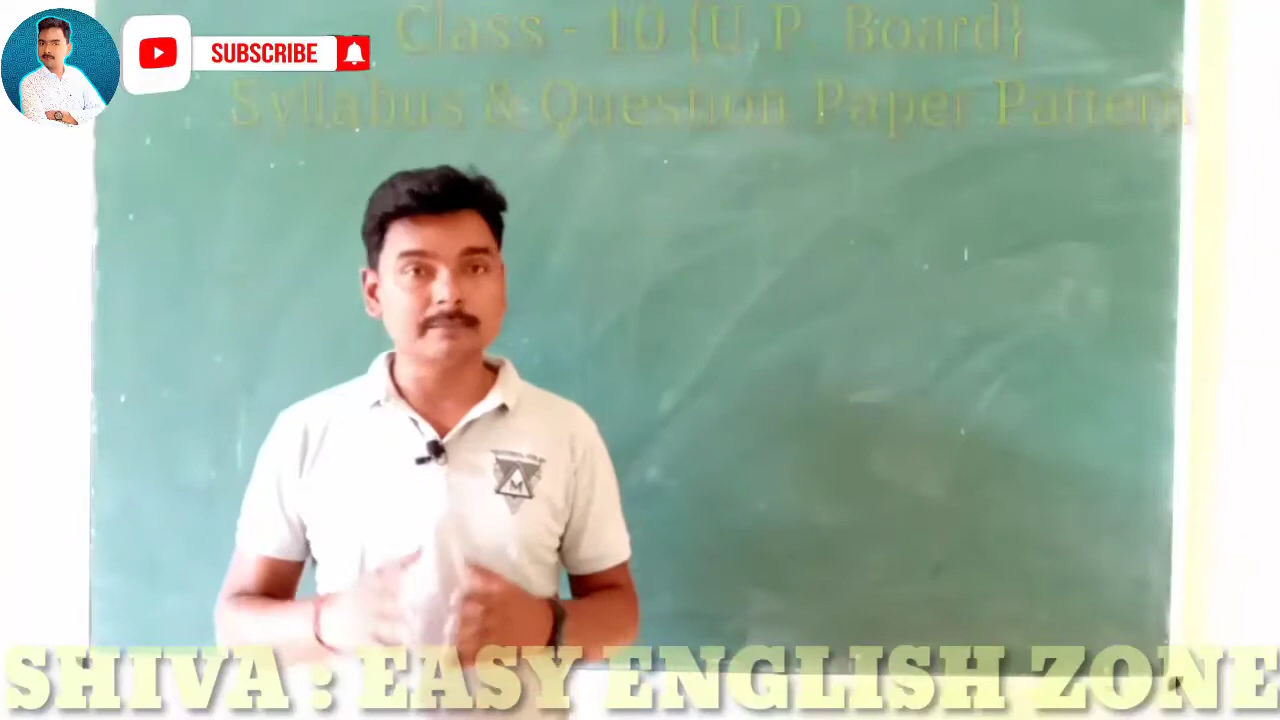 Class - 10 {U.P. Board}
SUBSCRIBE
Syllabus & Question Paper Pattern
M
SHIVA : EASY ENGLISH ZONE